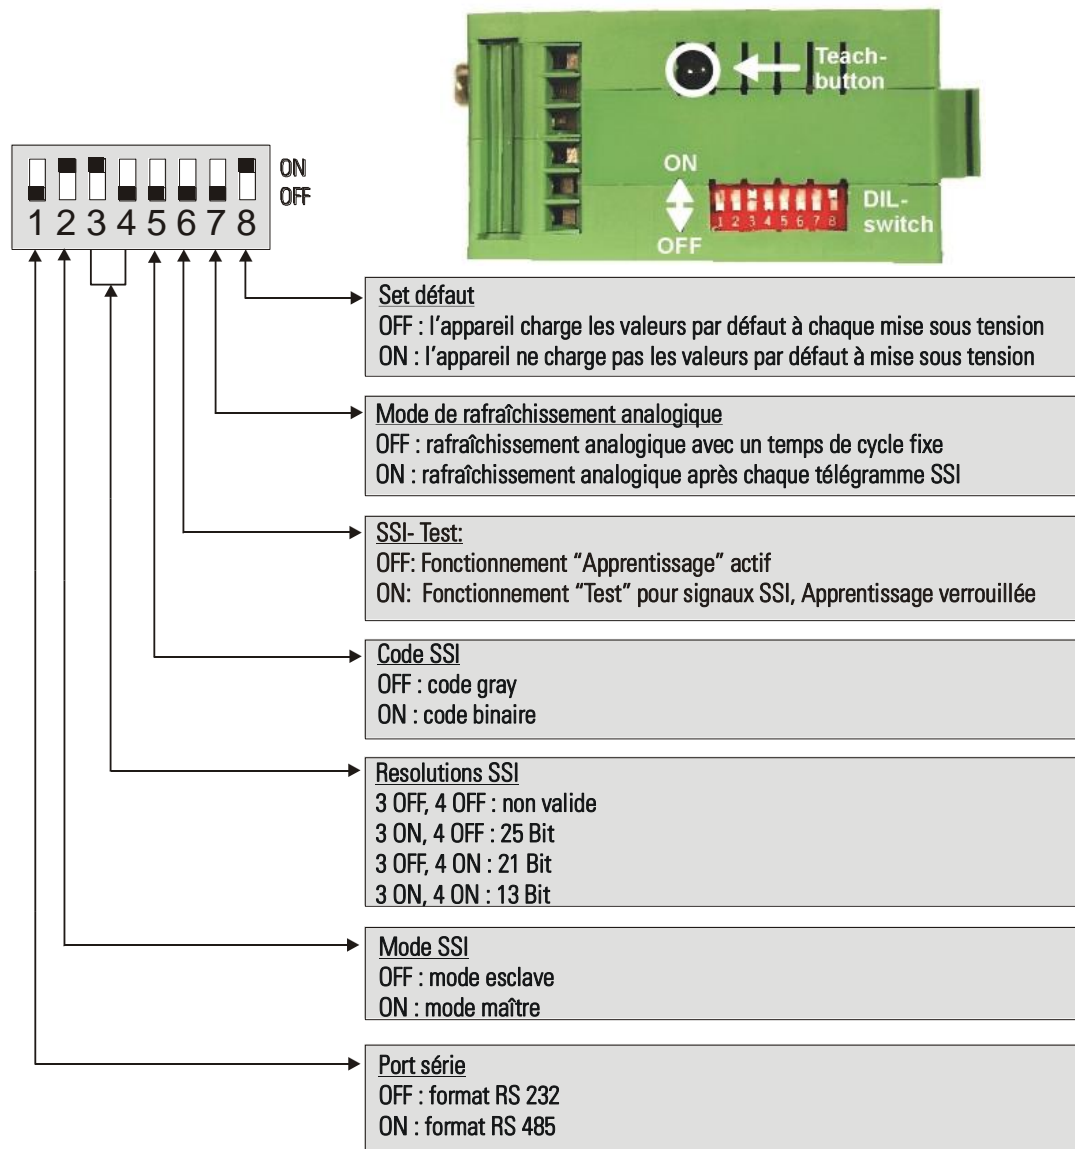 Teach-
button
ON
OFF
DIL-
switch
1 2 3 4 5 6 7 8
ON
OFF
1 2 3 4 5 6 7 8
Set défaut
OFF : l'appareil charge les valeurs par défaut à chaque mise sous tension
ON : l'appareil ne charge pas les valeurs par défaut à mise sous tension
Mode de rafraîchissement analogique
OFF : rafraîchissement analogique avec un temps de cycle fixe
ON : rafraîchissement analogique après chaque télégramme SSI
SSI- Test:
OFF: Fonctionnement “Apprentissage” actif
ON: Fonctionnement “Test” pour signaux SSI, Apprentissage verrouillée
Code SSI
OFF : code gray
ON : code binaire
Resolutions SSI
3 OFF, 4 OFF : non valide
3 ON, 4 OFF : 25 Bit
3 OFF, 4 ON : 21 Bit
3 ON, 4 ON : 13 Bit
Mode SSI
OFF : mode esclave
ON : mode maître
Port série
OFF : format RS 232
ON : format RS 485